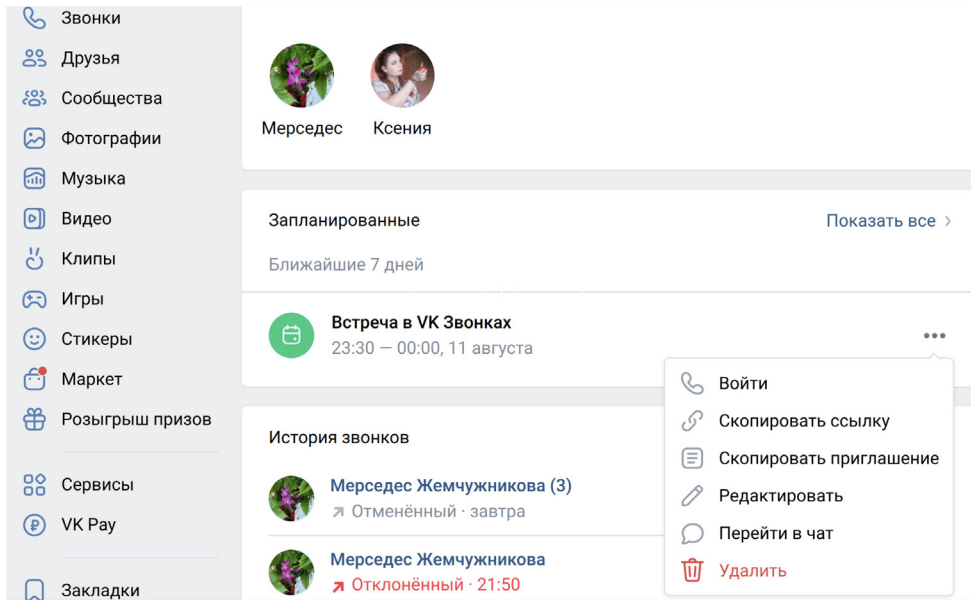 Звонки
Друзья
Сообщества
Фотографии
Музыка
Видео
Клипы
Игры
Стикеры
Маркет
Розыгрыш призов
Сервисы
VK Pay
Закладки
Мерседес
Ксения
Запланированные
Показать все
Ближайшие 7 дней
Встреча в VK Звонках
23:30 — 00:00, 11 августа
Войти
Скопировать ссылку
Скопировать приглашение
Редактировать
Перейти в чат
Удалить
История звонков
Мерседес Жемчужникова (3)
Отменённый · завтра
Мерседес Жемчужникова
Отклонённый · 21:50